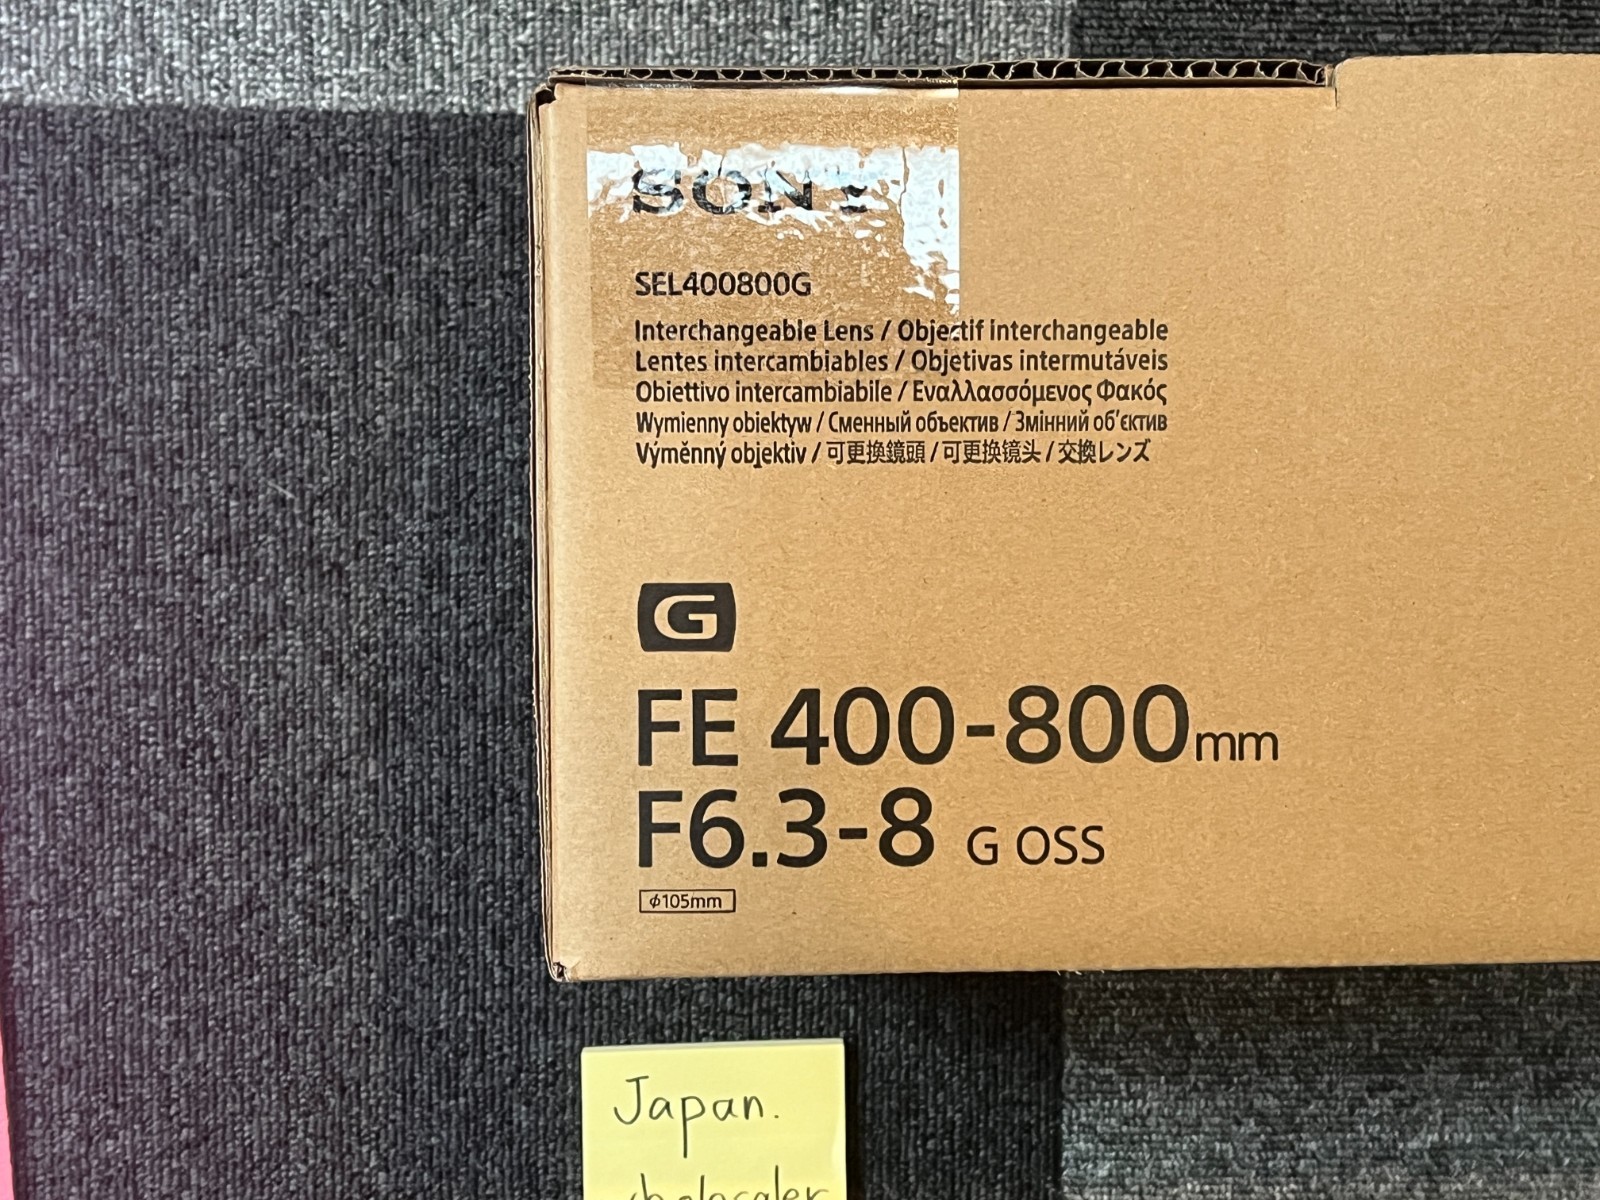 SONY
SEL400800G
Interchangeable Lens / Objectif interchangeable
Lentes intercambiables / Objetivas intermutáveis
Obiettivo intercambiabile / Εναλλασσόμενος Φακός
Wymienny obiektyw / Сменный объектив / Змінний об'єктив
Výměnný objektiv / 可更換鏡頭 / 可更换镜头 / 交換レンズ
G
FE 400-800mm
F6.3-8 G OSS
φ105mm
Japan.